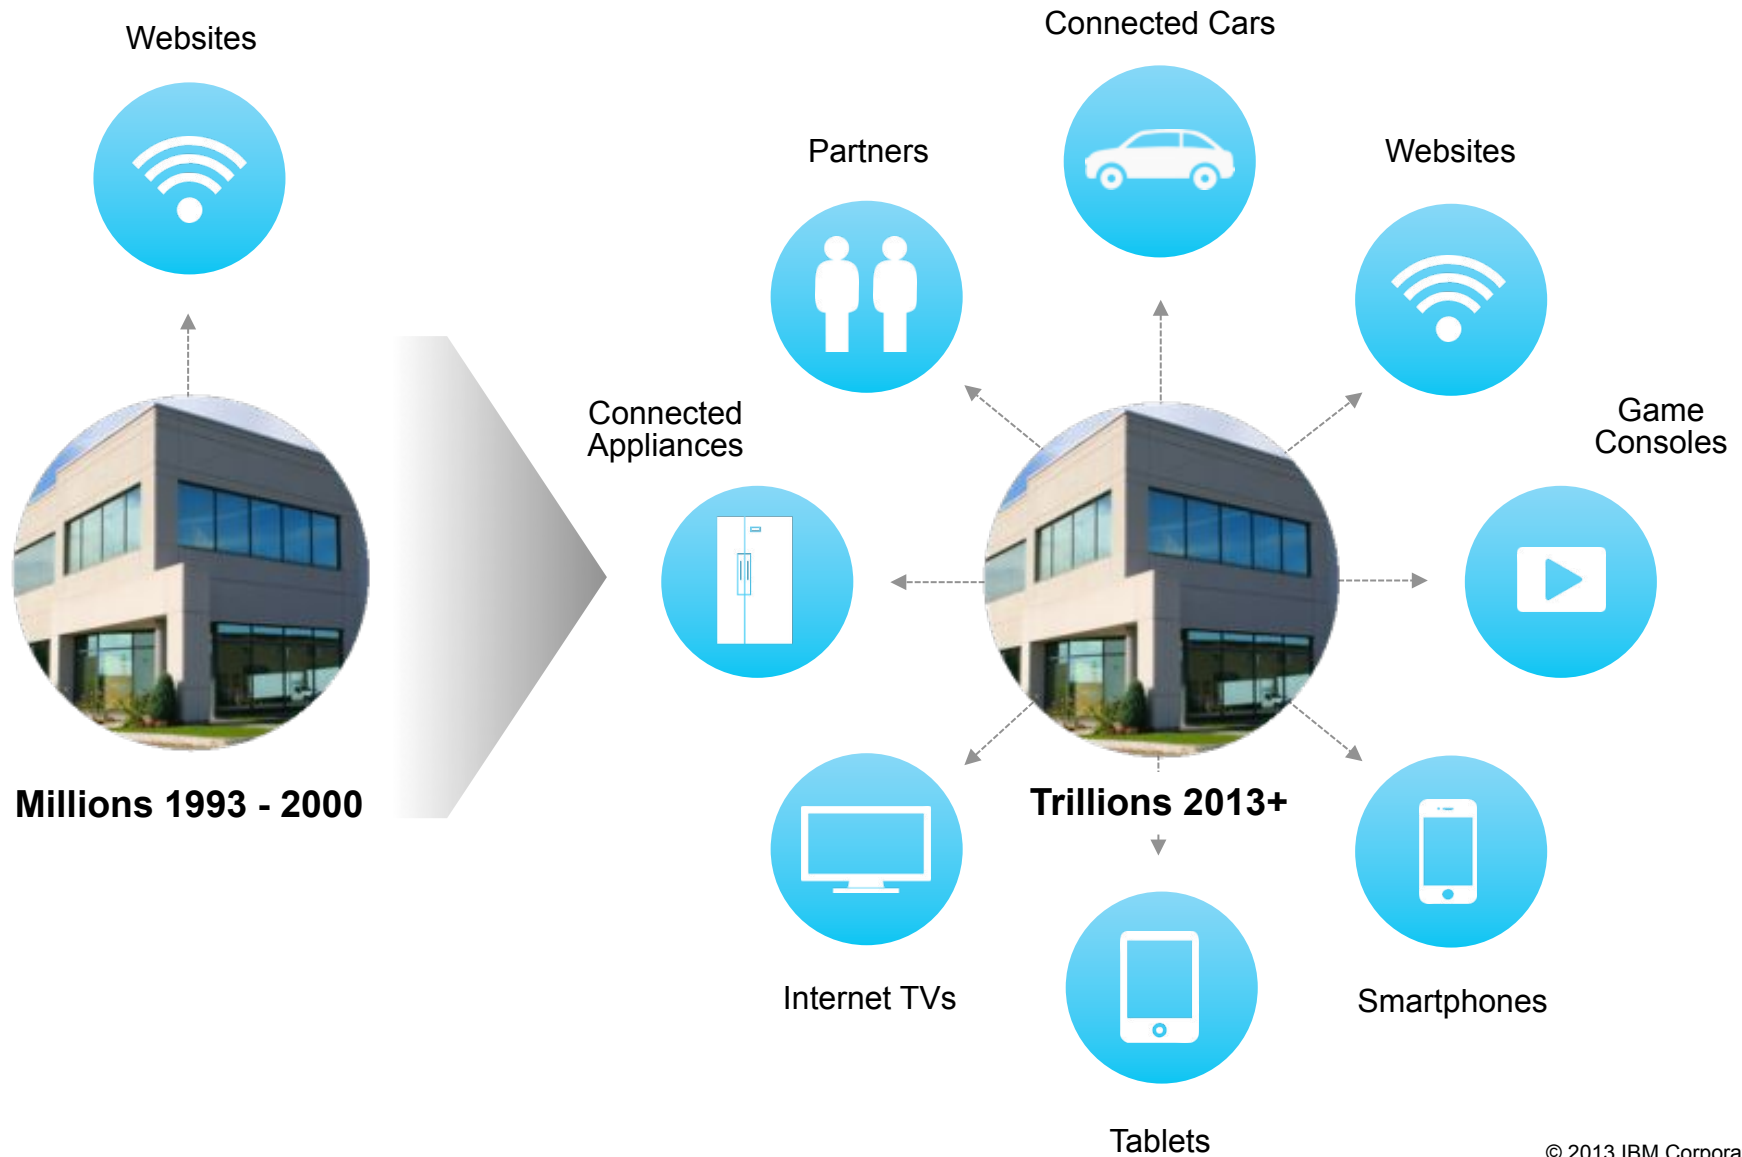 Websites
Millions 1993 - 2000
Connected Cars
Partners
Websites
Connected
Appliances
Game
Consoles
Trillions 2013+
Internet TVs
Smartphones
Tablets
© 2013 IBM